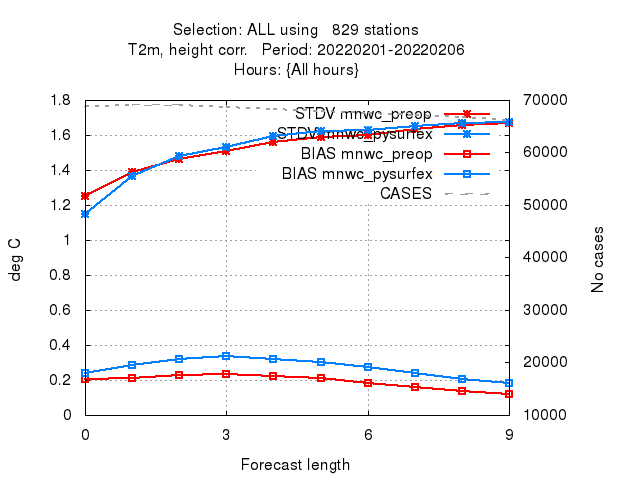 Selection: ALL using   829 stations
T2m, height corr.   Period: 20220201-20220206
Hours: {All hours}
1.8
1.6
1.4
1.2
1
0.8
0.6
0.4
0.2
0
deg C
STDV mnwc_preop
STDV mnwc_pysurfex
BIAS mnwc_preop
BIAS mnwc_pysurfex
CASES
70000
60000
50000
40000
30000
20000
10000
No cases
0 3 6 9
Forecast length